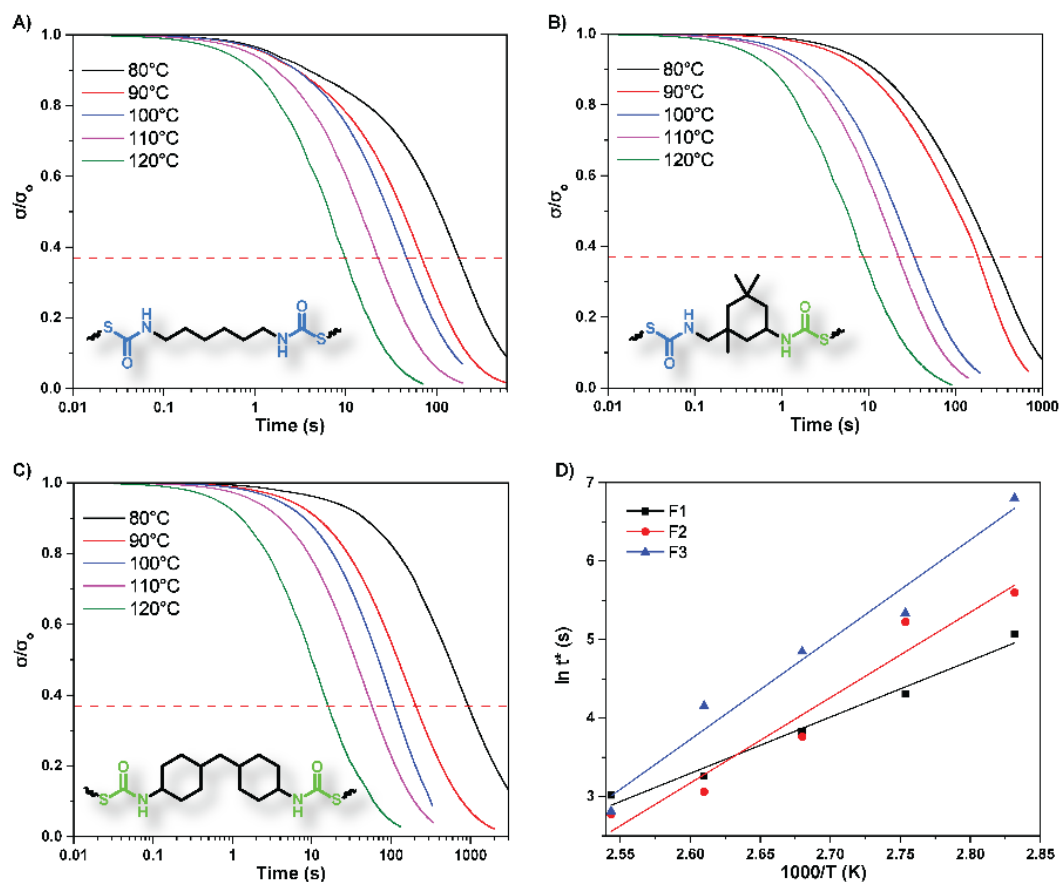 A)
1.0
0.8
0.6
0.4
0.2
0.0
σ/σo
80°C
90°C
100°C
110°C
120°C
S
O
H
N
O
N
H
S
0.01
0.1
1
10
100
Time (s)
B)
1.0
0.8
0.6
0.4
0.2
0.0
σ/σo
80°C
90°C
100°C
110°C
120°C
S
O
H
N
O
N
H
S
0.01
0.1
1
10
100
1000
Time (s)
C)
1.0
0.8
0.6
0.4
0.2
0.0
σ/σo
80°C
90°C
100°C
110°C
120°C
O
S
NH
O
NH
S
0.01
0.1
1
10
100
1000
Time (s)
D)
7
6
5
4
3
ln t* (s)
F1
F2
F3
2.55
2.60
2.65
2.70
2.75
2.80
2.85
1000/T (K)